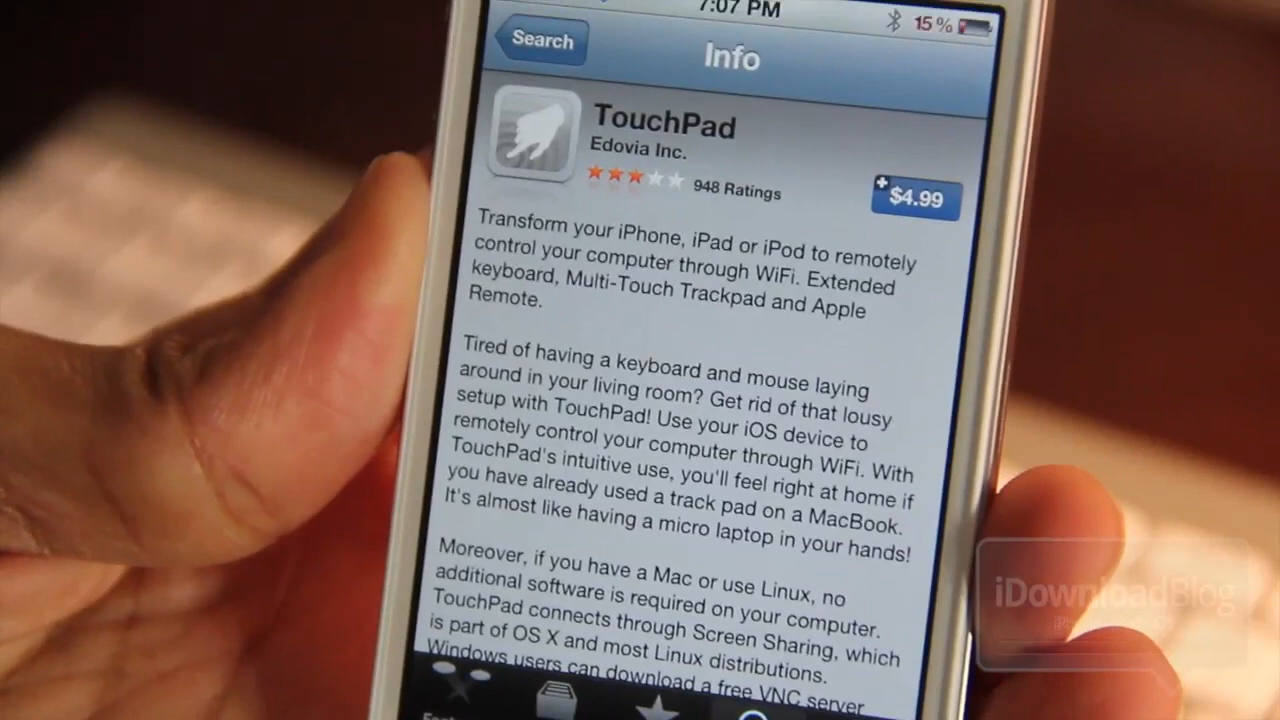 7:07 PM
15%
Search
Info
TouchPad
Edovia Inc.
948 Ratings
$4.99
Transform your iPhone, iPad or iPod to remotely
control your computer through WiFi. Extended
keyboard, Multi-Touch Trackpad and Apple
Remote.
Tired of having a keyboard and mouse laying
around in your living room? Get rid of that lousy
setup with TouchPad! Use your iOS device to
remotely control your computer through WiFi. With
TouchPad's intuitive use, you'll feel right at home if
you have already used a track pad on a MacBook.
It's almost like having a micro laptop in your hands!
Moreover, if you have a Mac or use Linux, no
additional software is required on your computer.
TouchPad connects through Screen Sharing, which
is part of OS X and most Linux distributions.
Windows users can download a free VNC server
iDownloadBlog